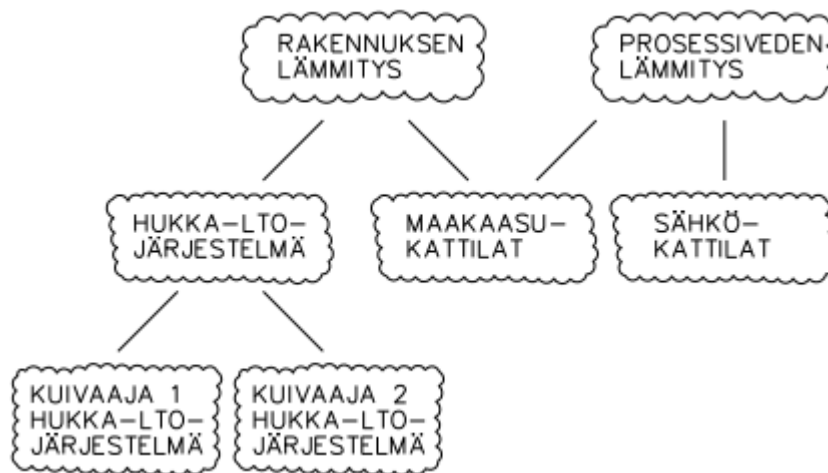 RAKENNUKSEN
LÄMMITYS
PROSESSIVEDEN
LÄMMITYS
HUKKA-LTO-
JÄRJESTELMÄ
MAAKAASU-
KATTILAT
SÄHKÖ-
KATTILAT
KUIVAAJA 1
HUKKA-LTO-
JÄRJESTELMÄ
KUIVAAJA 2
HUKKA-LTO-
JÄRJESTELMÄ